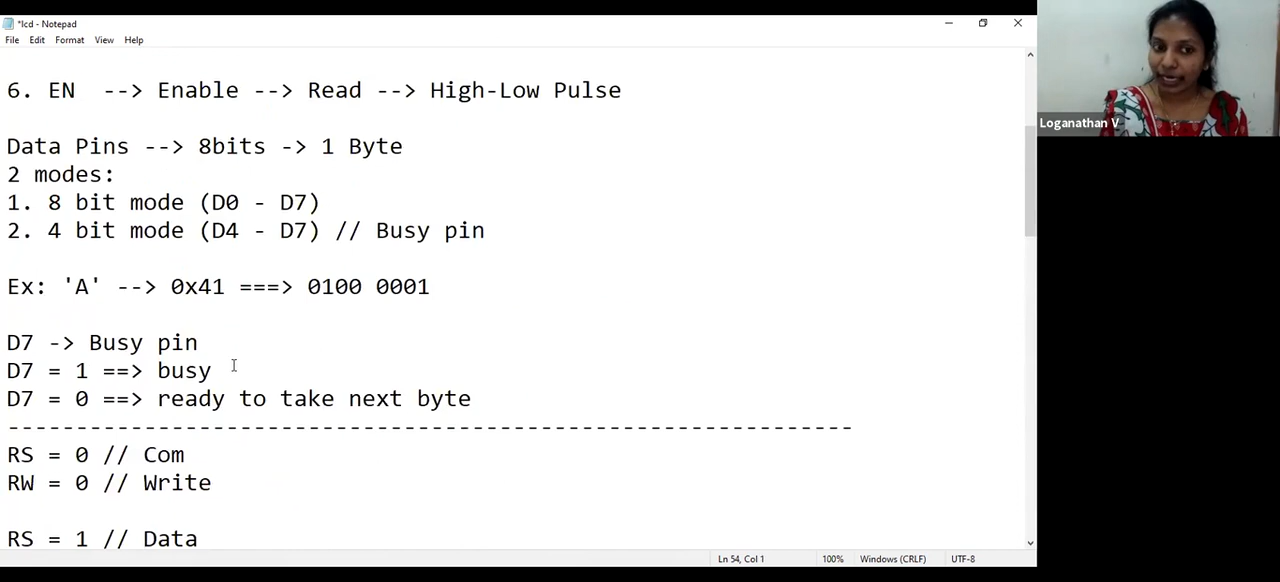 *lcd - Notepad
File Edit Format View Help
6. EN --> Enable --> Read --> High-Low Pulse
Data Pins --> 8bits -> 1 Byte
2 modes:
1. 8 bit mode (D0 - D7)
2. 4 bit mode (D4 - D7) // Busy pin
Ex: 'A' --> 0x41 ===> 0100 0001
D7 -> Busy pin
D7 = 1 ==> busy
D7 = 0 ==> ready to take next byte
--------------------------------------------------------------
RS = 0 // Com
RW = 0 // Write
RS = 1 // Data
Ln 54, Col 1 100% Windows (CRLF) UTF-8
Loganathan V